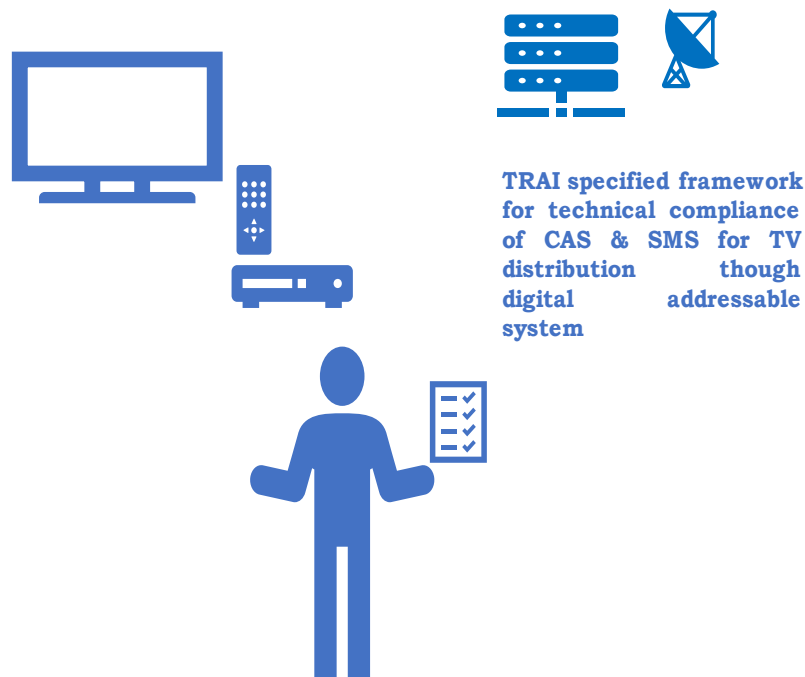 TRAI specified framework
for technical compliance
of CAS & SMS for TV
distribution though
digital addressable
system